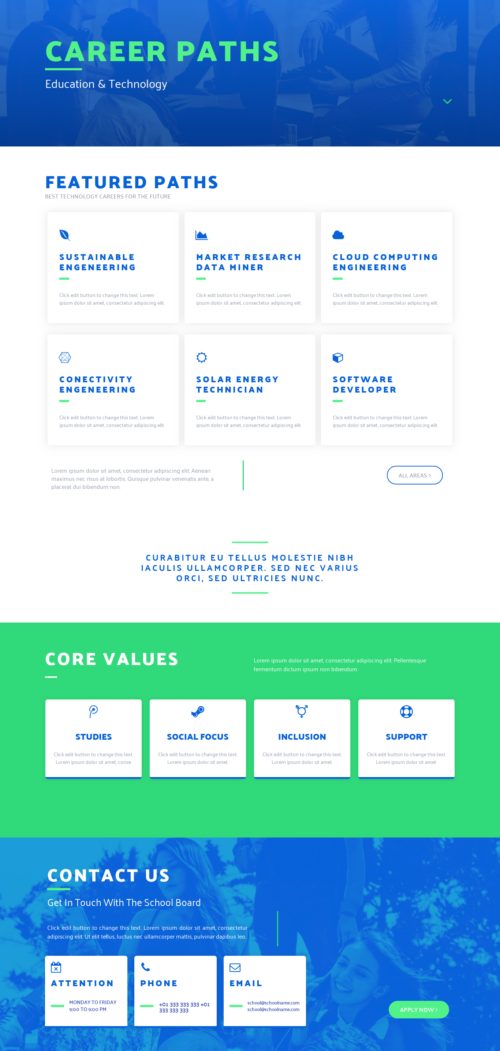 CAREER PATHS
Education & Technology
FEATURED PATHS
BEST TECHNOLOGY CAREERS FOR THE FUTURE
SUSTAINABLE
ENGENEERING
Click edit button to change this text. Lorem
ipsum dolor sit amet, consectetur adipiscing elit
MARKET RESEARCH
DATA MINER
Click edit button to change this text. Lorem
ipsum dolor sit amet, consectetur adipiscing elit
CLOUD COMPUTING
ENGINEERING
Click edit button to change this text. Lorem
ipsum dolor sit amet, consectetur adipiscing elit
CONECTIVITY
ENGENEERING
Click edit button to change this text. Lorem
ipsum dolor sit amet, consectetur adipiscing elit
SOLAR ENERGY
TECHNICIAN
Click edit button to change this text. Lorem
ipsum dolor sit amet, consectetur adipiscing elit
SOFTWARE
DEVELOPER
Click edit button to change this text. Lorem
ipsum dolor sit amet, consectetur adipiscing elit
Lorem ipsum dolor sit amet, consectetur adipiscing elit. Aenean
maximus nec risus at lobortis. Quisque pulvinar venenatis ante, a
placerat dui bibendum non.
ALL AREAS >
CURABITUR EU TELLUS MOLESTIE NIBH
IACULIS ULLAMCORPER. SED NEC VARIUS
ORCI, SED ULTRICIES NUNC.
CORE VALUES
Lorem ipsum dolor sit amet, consectetur adipiscing elit. Pellentesque
fermentum dictum ipsum non bibendum.
STUDIES
Click edit button to change this text.
Lorem ipsum dolor sit amet, conse
SOCIAL FOCUS
Click edit button to change this text.
Lorem ipsum dolor sit amet
INCLUSION
Click edit button to change this text.
Lorem ipsum dolor sit amet
SUPPORT
Click edit button to change this text.
Lorem ipsum dolor sit amet
CONTACT US
Get In Touch With The School Board
Click edit button to change this text. Lorem ipsum dolor sit amet, consectetur
adipiscing elit. Ut elit tellus, luctus nec ullamcorper mattis, pulvinar dapibus leo.
ATTENTION
MONDAY TO FRIDAY
9:00 TO 5:00 PM
PHONE
+01 333 333 333 +01
333 333 333
EMAIL
school@schoolname.com
school@schoolname.com
APPLY NOW >